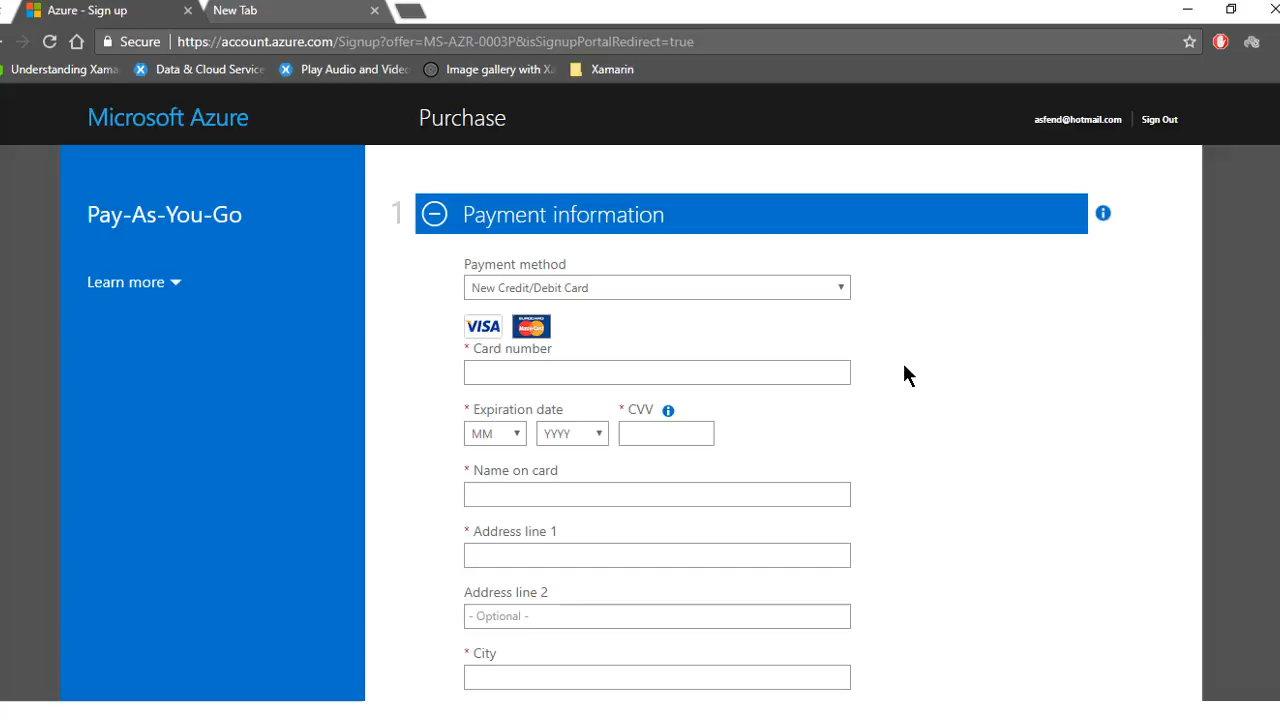 Azure - Sign up
New Tab
Secure https://account.azure.com/Signup?offer=MS-AZR-0003P&isSignupPortalRedirect=true
Understanding Xama Data & Cloud Service Play Audio and Video Image gallery with Xa Xamarin
Microsoft Azure Purchase asfend@hotmail.com Sign Out
Pay-As-You-Go
Learn more
1 Payment information
Payment method
New Credit/Debit Card
VISA MasterCard
* Card number
* Expiration date * CVV
MM YYYY
* Name on card
* Address line 1
Address line 2
- Optional -
* City